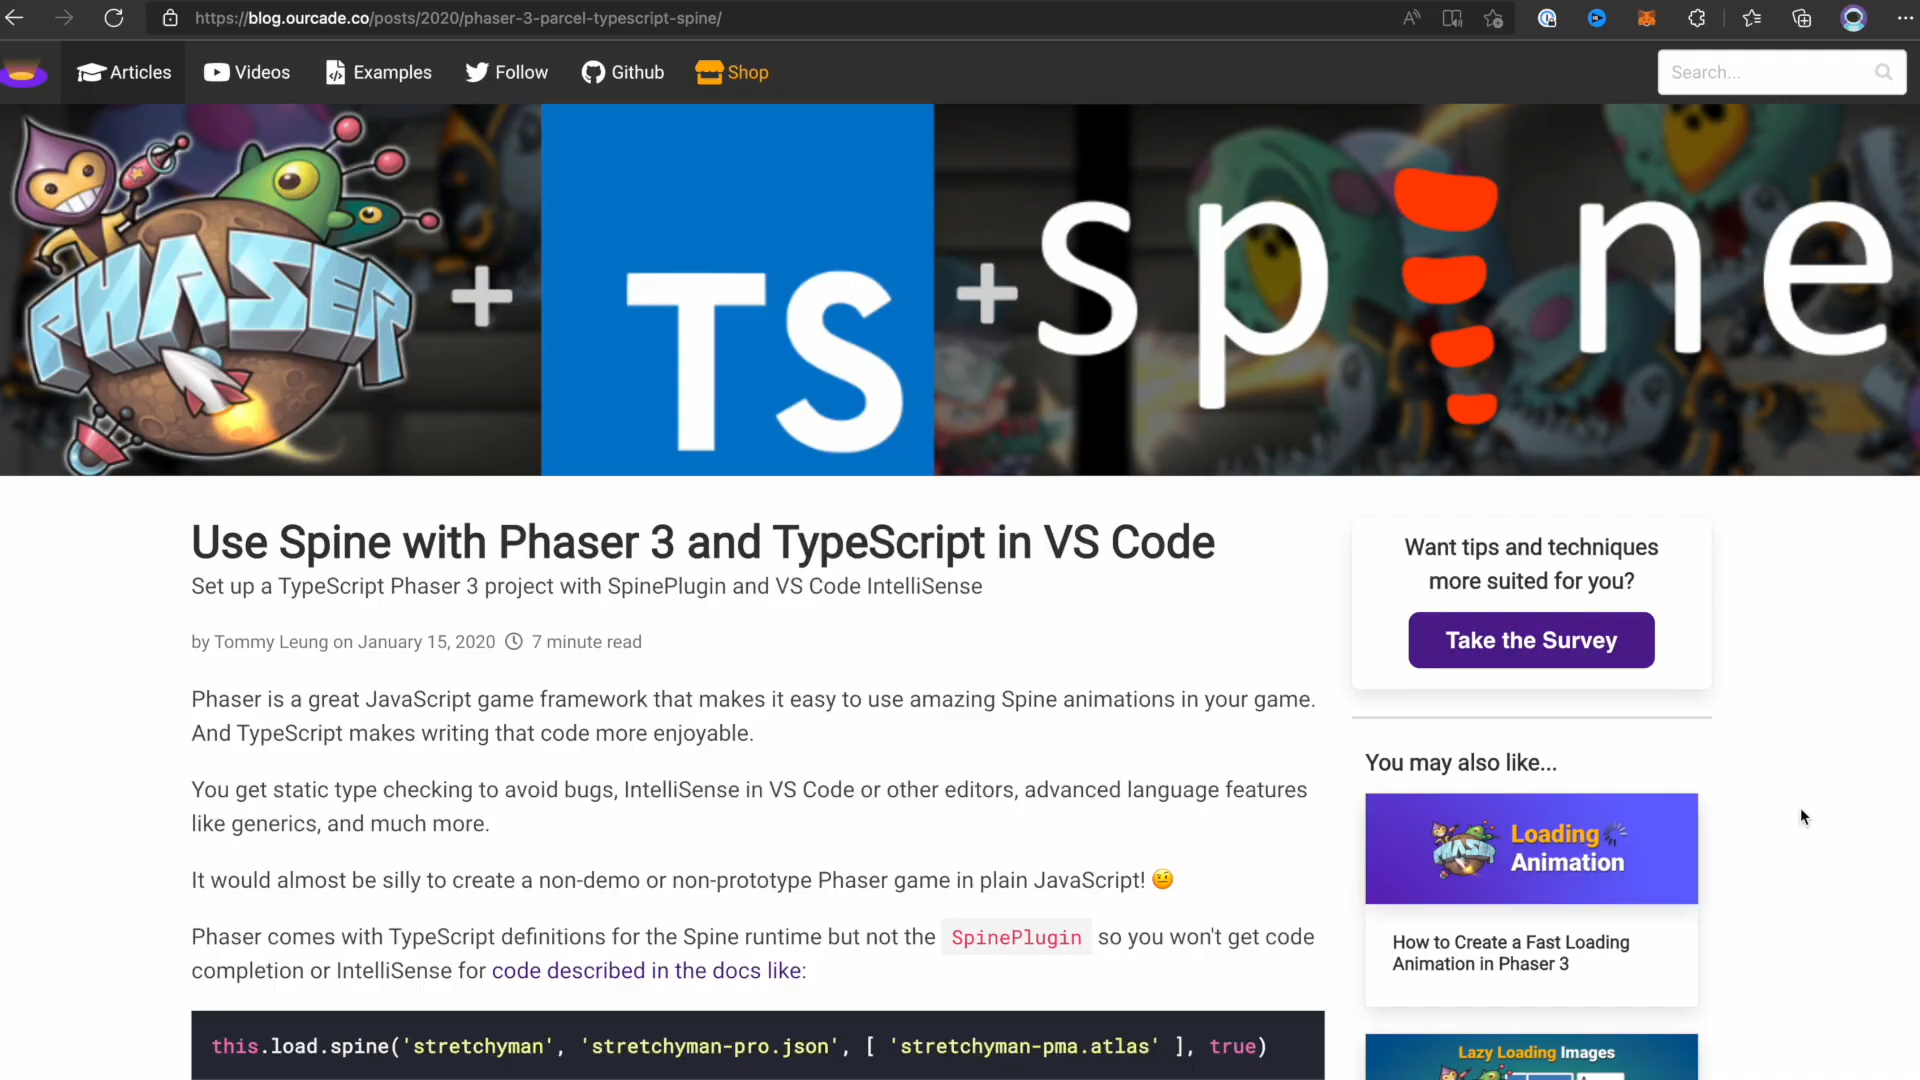 https://blog.ourcade.co/posts/2020/phaser-3-parcel-typescript-spine/
Articles
Videos
Examples
Follow
Github
Shop
Search...
PHASER
+
TS
+
spine
Use Spine with Phaser 3 and TypeScript in VS Code
Set up a TypeScript Phaser 3 project with SpinePlugin and VS Code IntelliSense
by Tommy Leung on January 15, 2020 7 minute read
Phaser is a great JavaScript game framework that makes it easy to use amazing Spine animations in your game.
And TypeScript makes writing that code more enjoyable.
You get static type checking to avoid bugs, IntelliSense in VS Code or other editors, advanced language features
like generics, and much more.
It would almost be silly to create a non-demo or non-prototype Phaser game in plain JavaScript! 🤨
Phaser comes with TypeScript definitions for the Spine runtime but not the SpinePlugin so you won't get code
completion or IntelliSense for code described in the docs like:
this.load.spine('stretchyman', 'stretchyman-pro.json', [ 'stretchyman-pma.atlas' ], true)
Want tips and techniques
more suited for you?
Take the Survey
You may also like...
PHASER
Loading
Animation
How to Create a Fast Loading
Animation in Phaser 3
Lazy Loading Images